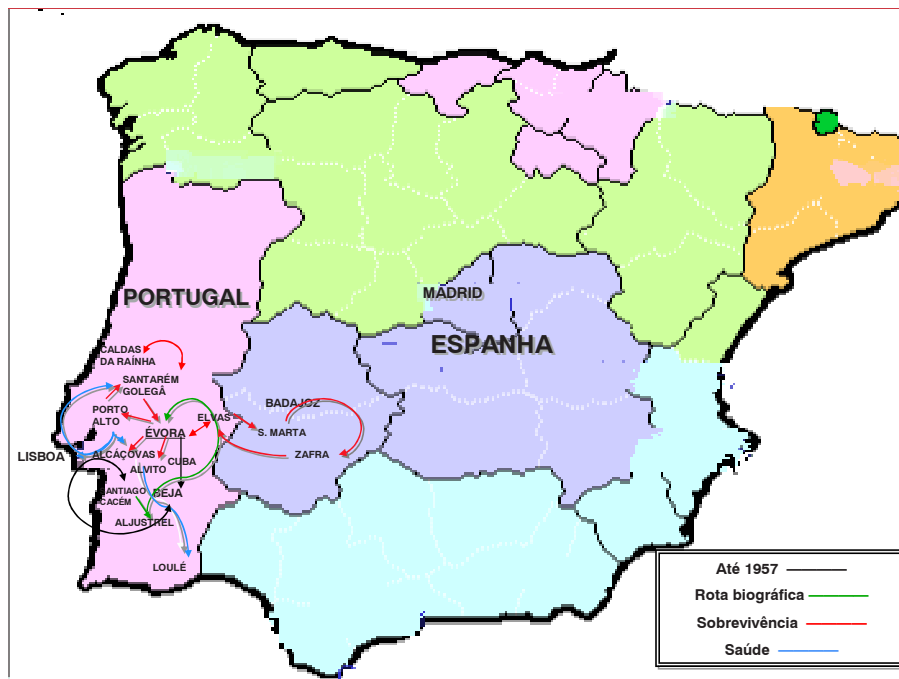 PORTUGAL
MADRID
ESPANHA
CALDAS
DA RAÍNHA
SANTARÉM
GOLEGÃ
PORTO
ALTO
ELVAS
BADAJOZ
ÉVORA
S. MARTA
LISBOA
ALCÁÇOVAS
CUBA
ZAFRA
ALVITO
ANTIAGO
CACÉM
BEJA
ALJUSTREL
LOULÉ
Até 1957
Rota biográfica
Sobrevivência
Saúde